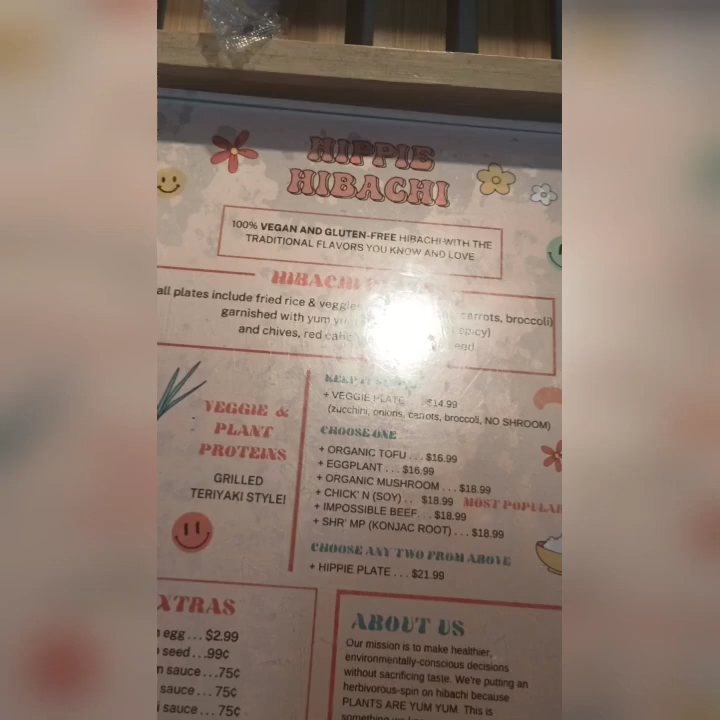 HIPPIE
HIBACHI
100% VEGAN AND GLUTEN-FREE HIBACHI WITH THE
TRADITIONAL FLAVORS YOU KNOW AND LOVE
HIBACHI
all plates include fried rice & veggies carrots, broccoli)
garnished with yum yum spicy)
and chives, red seed
VEGGIE &
PLANT
PROTEINS
GRILLED
TERIYAKI STYLE!
KEEP IT
+ VEGGIE PLATE . . . $14.99
(zucchini, onions, carrots, broccoli, NO SHROOM)
CHOOSE ONE
+ ORGANIC TOFU . . . $16.99
+ EGGPLANT . . . $16.99
+ ORGANIC MUSHROOM . . . $18.99
+ CHICK' N (SOY) . . $18.99 MOST POPULAR
+ IMPOSSIBLE BEEF. . . $18.99
+ SHR' MP (KONJAC ROOT) . . . $18.99
CHOOSE ANY TWO FROM ABOVE
+ HIPPIE PLATE . . . $21.99
XTRAS
egg . . . $2.99
seed . . .99¢
sauce . . .75¢
sauce . . . 75¢
sauce . . . 75¢
ABOUT US
Our mission is to make healthier,
environmentally-conscious decisions
without sacrificing taste. We're putting an
herbivorous-spin on hibachi because
PLANTS ARE YUM YUM. This is
something we